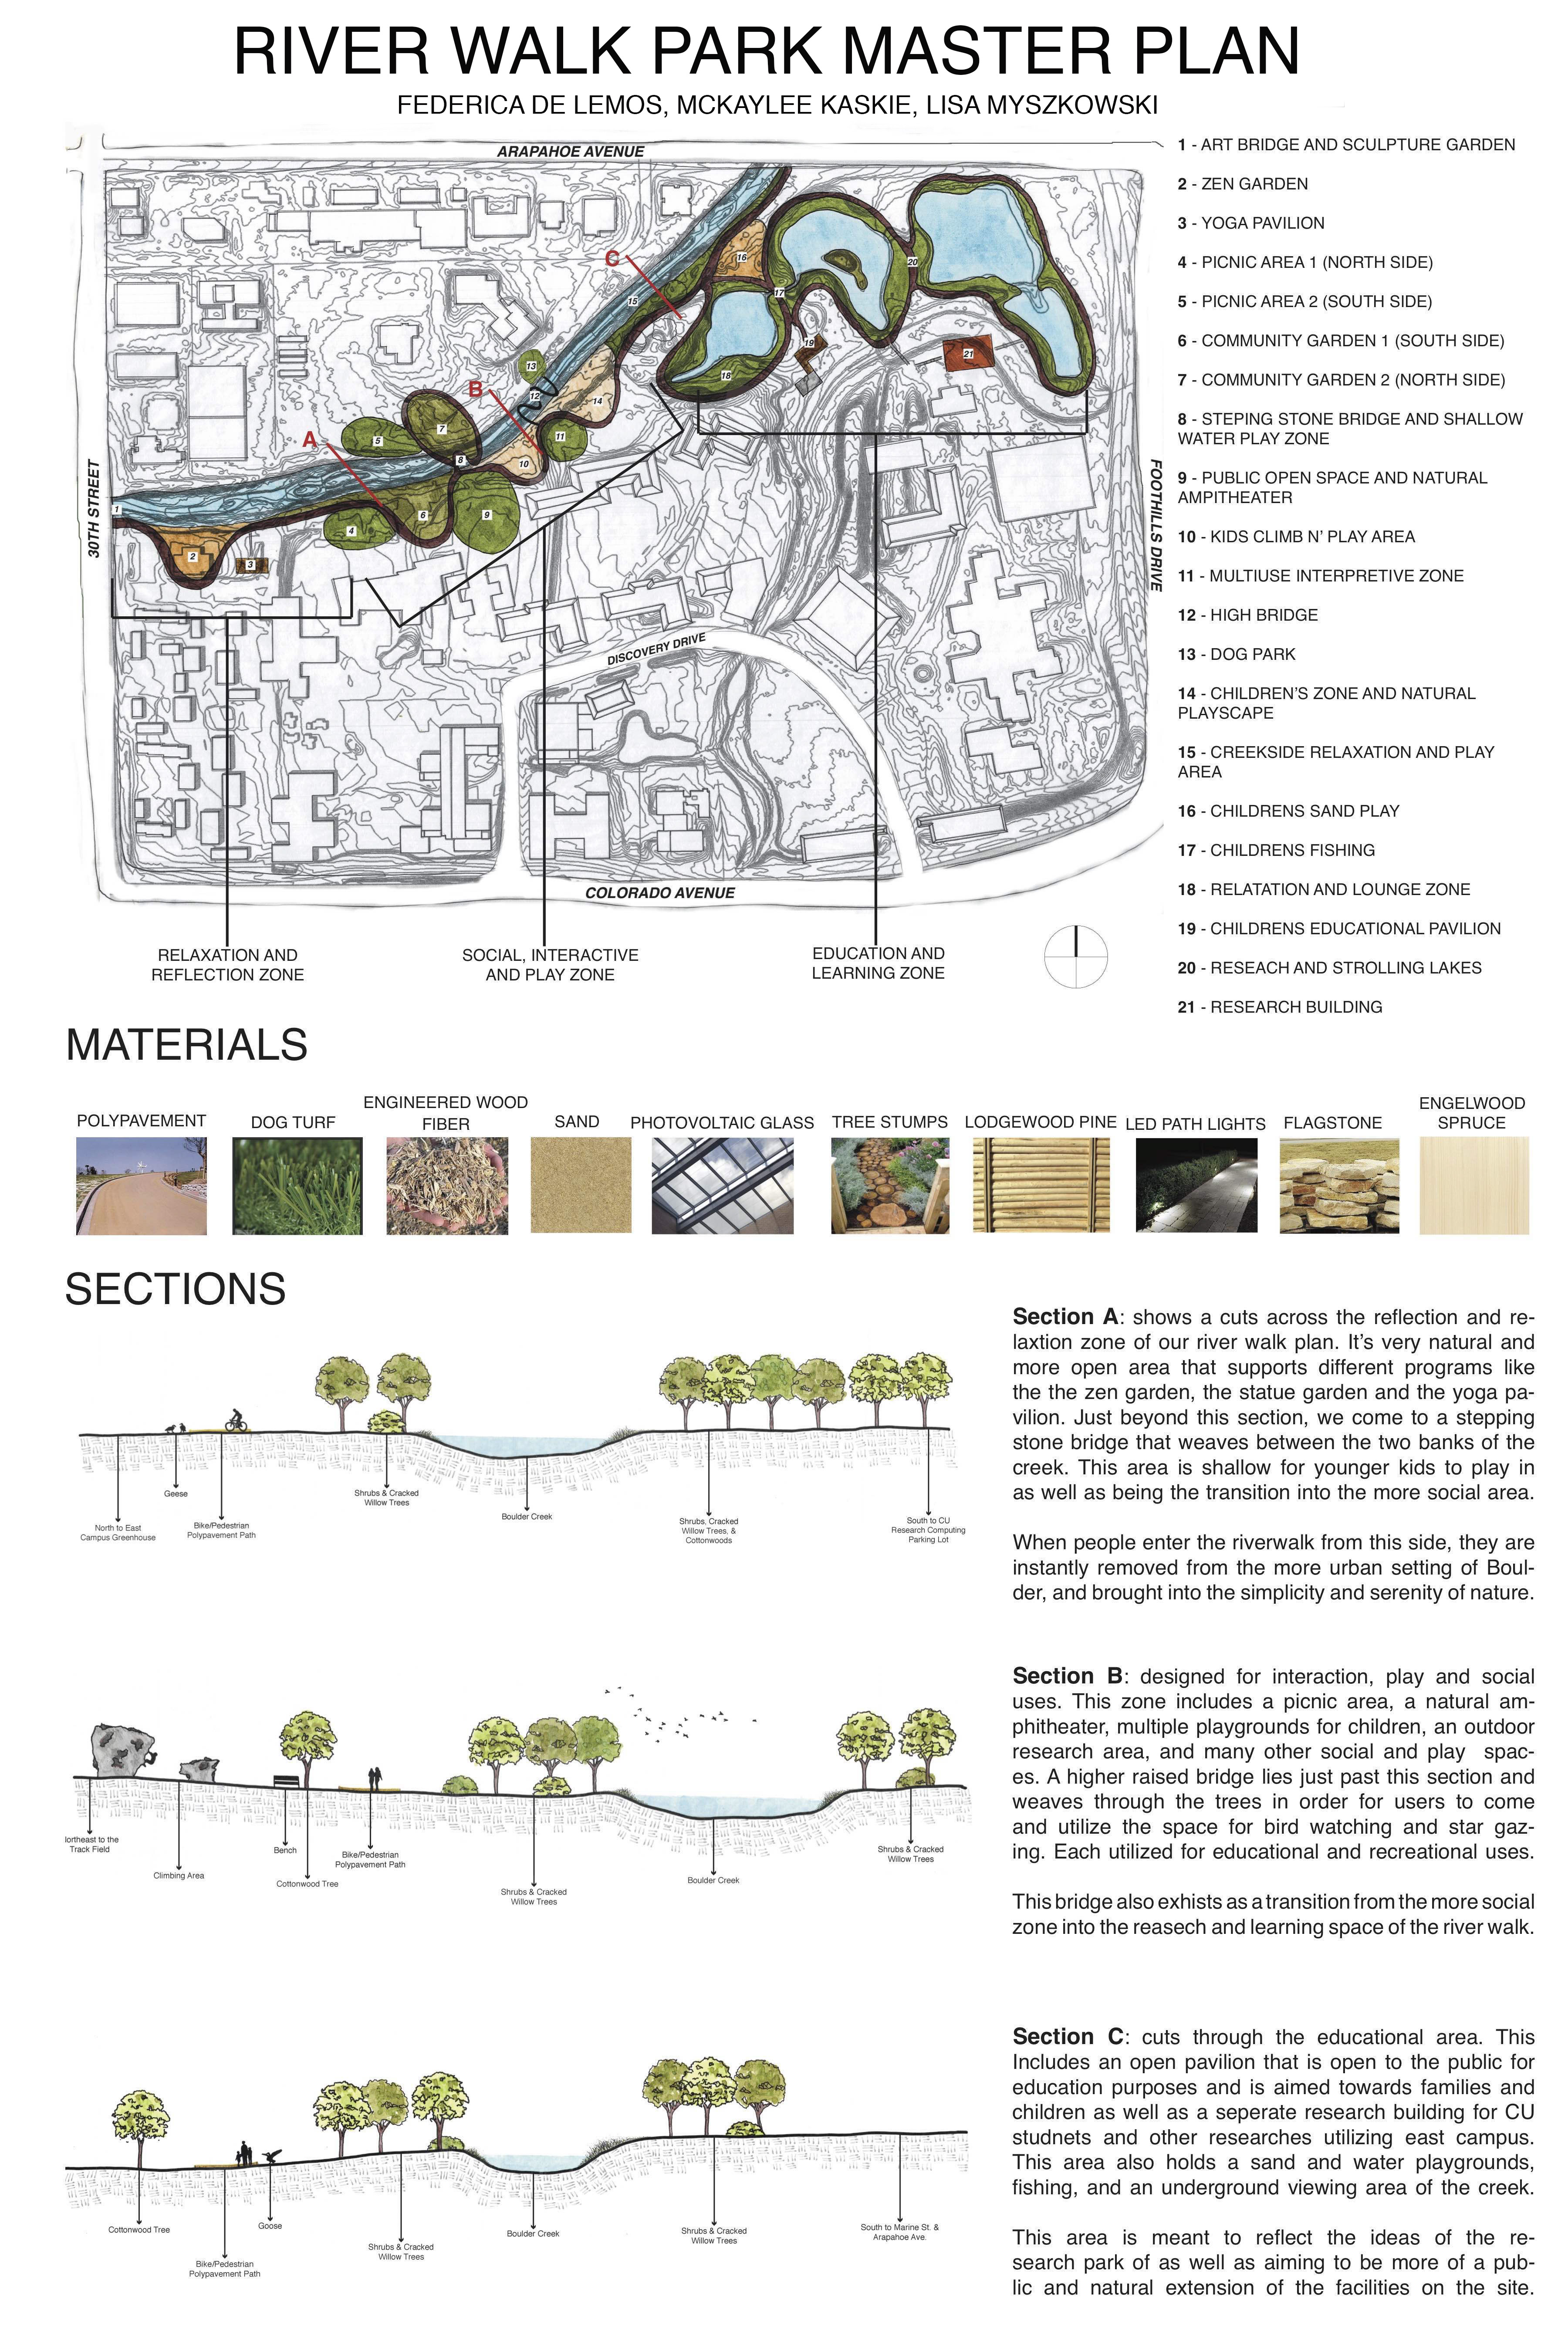 RIVER WALK PARK MASTER PLAN
FEDERICA DE LEMOS, MCKAYLEE KASKIE, LISA MYSZKOWSKI
ARAPAHOE AVENUE
30TH STREET
FOOTHILLS DRIVE
DISCOVERY DRIVE
COLORADO AVENUE
A
B
C
1
2
3
4
5
6
7
8
9
10
11
12
13
14
15
16
17
18
19
20
21
RELAXATION AND
REFLECTION ZONE
SOCIAL, INTERACTIVE
AND PLAY ZONE
EDUCATION AND
LEARNING ZONE
1 - ART BRIDGE AND SCULPTURE GARDEN
2 - ZEN GARDEN
3 - YOGA PAVILION
4 - PICNIC AREA 1 (NORTH SIDE)
5 - PICNIC AREA 2 (SOUTH SIDE)
6 - COMMUNITY GARDEN 1 (SOUTH SIDE)
7 - COMMUNITY GARDEN 2 (NORTH SIDE)
8 - STEPING STONE BRIDGE AND SHALLOW
WATER PLAY ZONE
9 - PUBLIC OPEN SPACE AND NATURAL
AMPITHEATER
10 - KIDS CLIMB N' PLAY AREA
11 - MULTIUSE INTERPRETIVE ZONE
12 - HIGH BRIDGE
13 - DOG PARK
14 - CHILDREN'S ZONE AND NATURAL
PLAYSCAPE
15 - CREEKSIDE RELAXATION AND PLAY
AREA
16 - CHILDRENS SAND PLAY
17 - CHILDRENS FISHING
18 - RELATATION AND LOUNGE ZONE
19 - CHILDRENS EDUCATIONAL PAVILION
20 - RESEACH AND STROLLING LAKES
21 - RESEARCH BUILDING
MATERIALS
POLYPAVEMENT
DOG TURF
ENGINEERED WOOD
FIBER
SAND
PHOTOVOLTAIC GLASS
TREE STUMPS
LODGEWOOD PINE
LED PATH LIGHTS
FLAGSTONE
ENGELWOOD
SPRUCE
SECTIONS
North to East
Campus Greenhouse
Geese
Bike/Pedestrian
Polypavement Path
Shrubs & Cracked
Willow Trees
Boulder Creek
Shrubs, Cracked
Willow Trees, &
Cottonwoods
South to CU
Research Computing
Parking Lot
Section A: shows a cuts across the reflection and re-
laxtion zone of our river walk plan. It's very natural and
more open area that supports different programs like
the the zen garden, the statue garden and the yoga pa-
vilion. Just beyond this section, we come to a stepping
stone bridge that weaves between the two banks of the
creek. This area is shallow for younger kids to play in
as well as being the transition into the more social area.
When people enter the riverwalk from this side, they are
instantly removed from the more urban setting of Boul-
der, and brought into the simplicity and serenity of nature.
lortheast to the
Track Field
Climbing Area
Bench
Cottonwood Tree
Bike/Pedestrian
Polypavement Path
Shrubs & Cracked
Willow Trees
Boulder Creek
Shrubs & Cracked
Willow Trees
Section B: designed for interaction, play and social
uses. This zone includes a picnic area, a natural am-
phitheater, multiple playgrounds for children, an outdoor
research area, and many other social and play spac-
es. A higher raised bridge lies just past this section and
weaves through the trees in order for users to come
and utilize the space for bird watching and star gaz-
ing. Each utilized for educational and recreational uses.
This bridge also exhists as a transition from the more social
zone into the reasech and learning space of the river walk.
Cottonwood Tree
Bike/Pedestrian
Polypavement Path
Goose
Shrubs & Cracked
Willow Trees
Boulder Creek
Shrubs & Cracked
Willow Trees
South to Marine St. &
Arapahoe Ave.
Section C: cuts through the educational area. This
Includes an open pavilion that is open to the public for
education purposes and is aimed towards families and
children as well as a seperate research building for CU
studnets and other researches utilizing east campus.
This area also holds a sand and water playgrounds,
fishing, and an underground viewing area of the creek.
This area is meant to reflect the ideas of the re-
search park of as well as aiming to be more of a pub-
lic and natural extension of the facilities on the site.